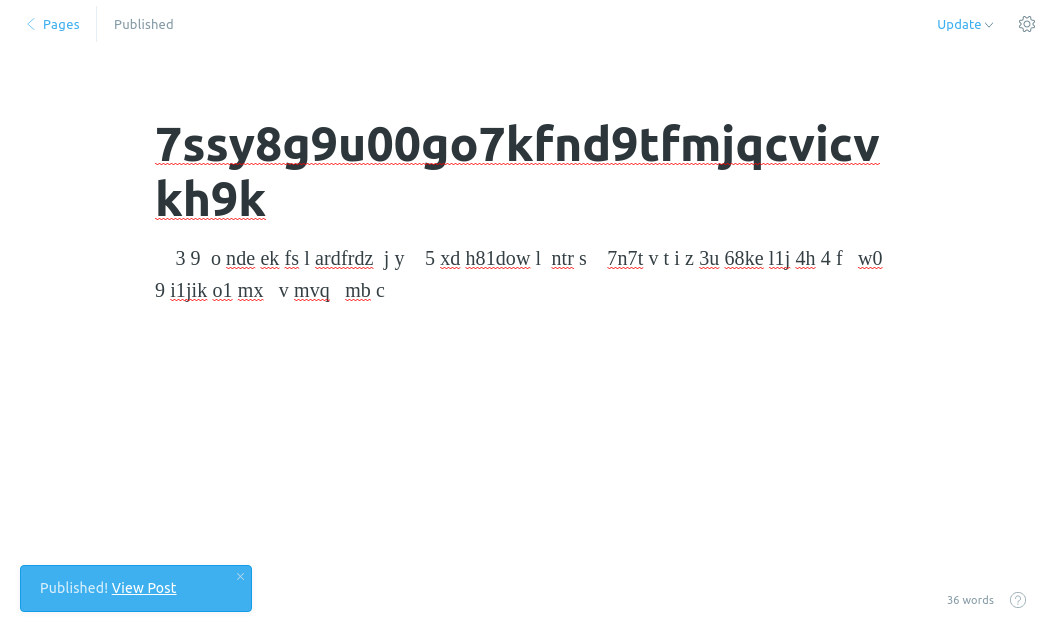 Pages
Published
Update
7ssy8g9u00go7kfnd9tfmjqcvicv
kh9k
3 9 o nde ek fs l ardfrdz j y 5 xd h81dow l ntr s 7n7t v t i z 3u 68ke l1j 4h 4 f w0
9 i1jik o1 mx v mvq mb c
Published! View Post
36 words